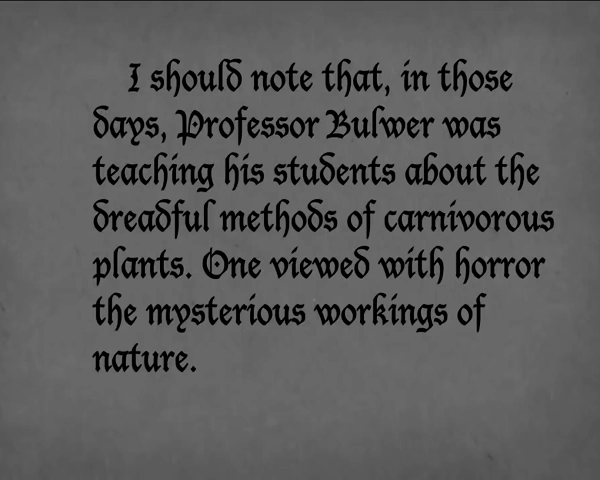 I should note that, in those
days, Professor Bulwer was
teaching his students about the
dreadful methods of carnivorous
plants. One viewed with horror
the mysterious workings of
nature.